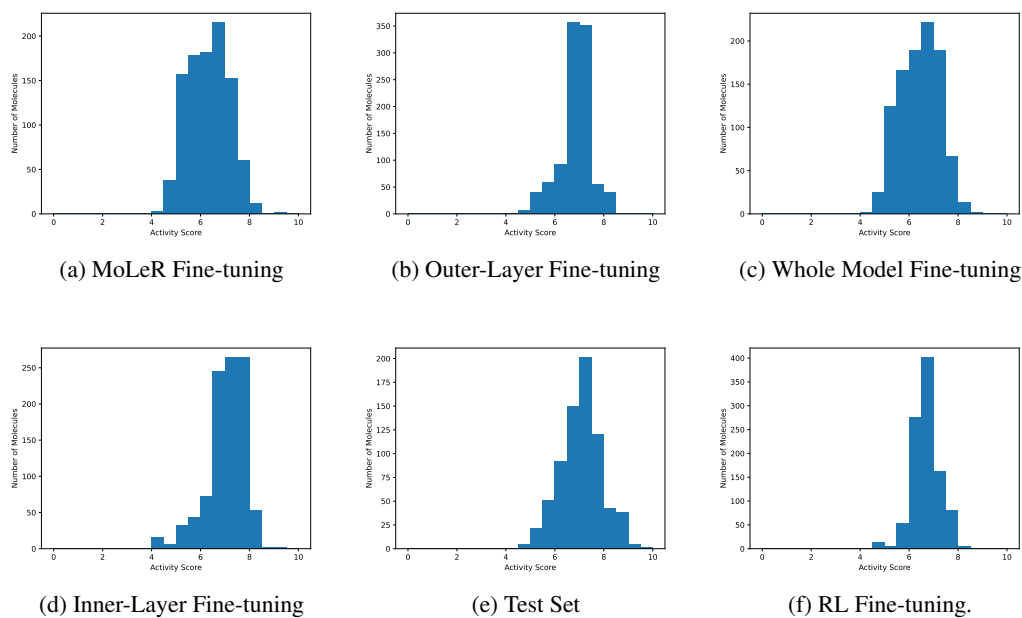 200
150
100
50
0
Number of Molecules
0 2 4 6 8 10
Activity Score
(a) MoLeR Fine-tuning
350
300
250
200
150
100
50
0
Number of Molecules
0 2 4 6 8 10
Activity Score
(b) Outer-Layer Fine-tuning
200
150
100
50
0
Number of Molecules
0 2 4 6 8 10
Activity Score
(c) Whole Model Fine-tuning
250
200
150
100
50
0
Number of Molecules
0 2 4 6 8 10
Activity Score
(d) Inner-Layer Fine-tuning
200
175
150
125
100
75
50
25
0
Number of Molecules
0 2 4 6 8 10
Activity Score
(e) Test Set
400
350
300
250
200
150
100
50
0
Number of Molecules
0 2 4 6 8 10
Activity Score
(f) RL Fine-tuning.